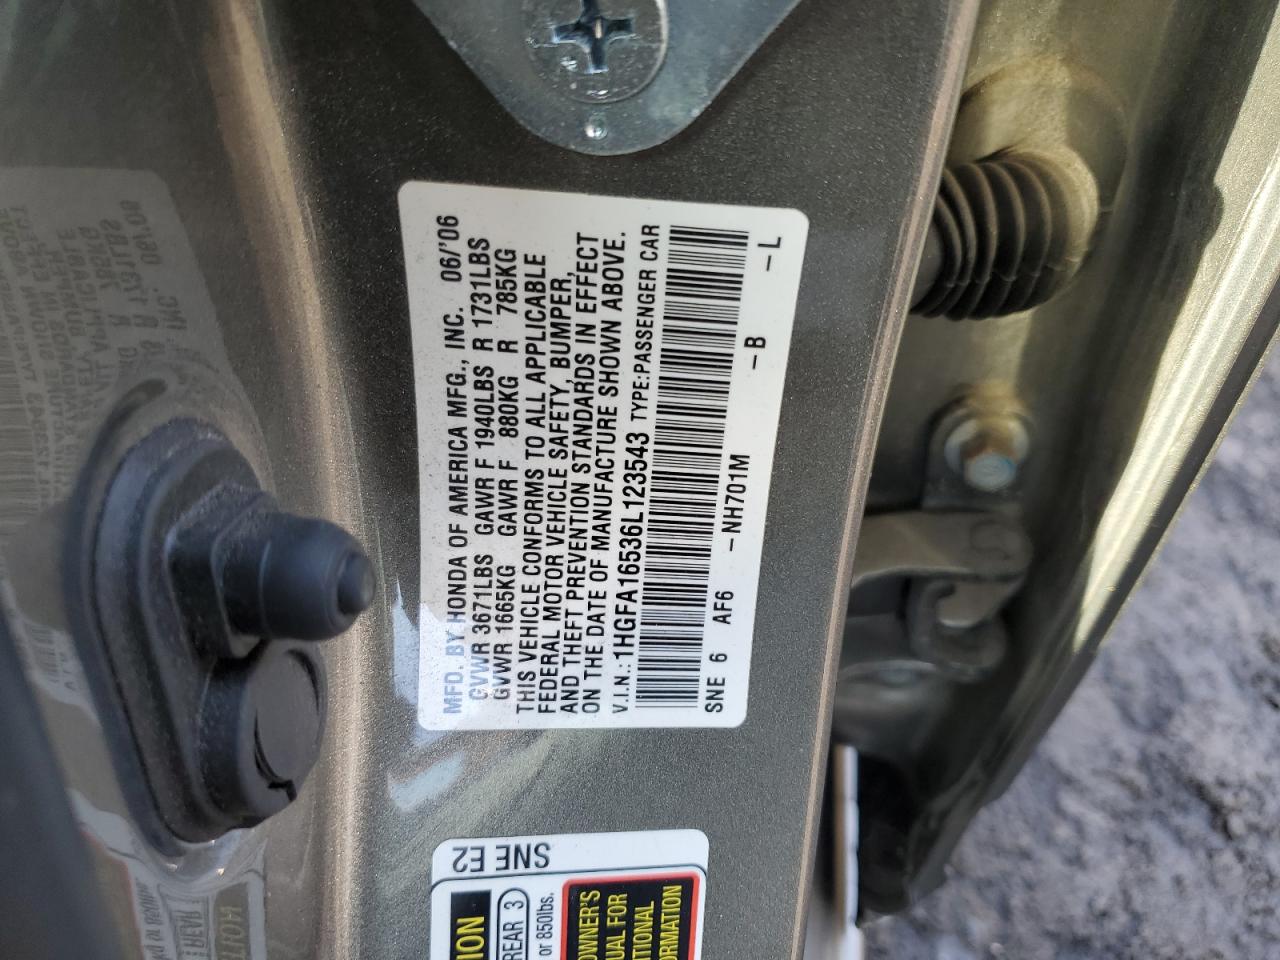 MFD. BY HONDA OF AMERICA MFG., INC. 06/'06
GVWR 3671LBS GAWR F 1940LBS R 1731LBS
GVWR 1665KG GAWR F 880KG R 785KG
THIS VEHICLE CONFORMS TO ALL APPLICABLE
FEDERAL MOTOR VEHICLE SAFETY, BUMPER,
AND THEFT PREVENTION STANDARDS IN EFFECT
ON THE DATE OF MANUFACTURE SHOWN ABOVE.
V.I.N.:1HGFA16536L123543 TYPE:PASSENGER CAR
SNE 6 AF6 -NH701M -B -L
SNE E2
REAR 3
or 850lbs.
OWNER'S
FOR